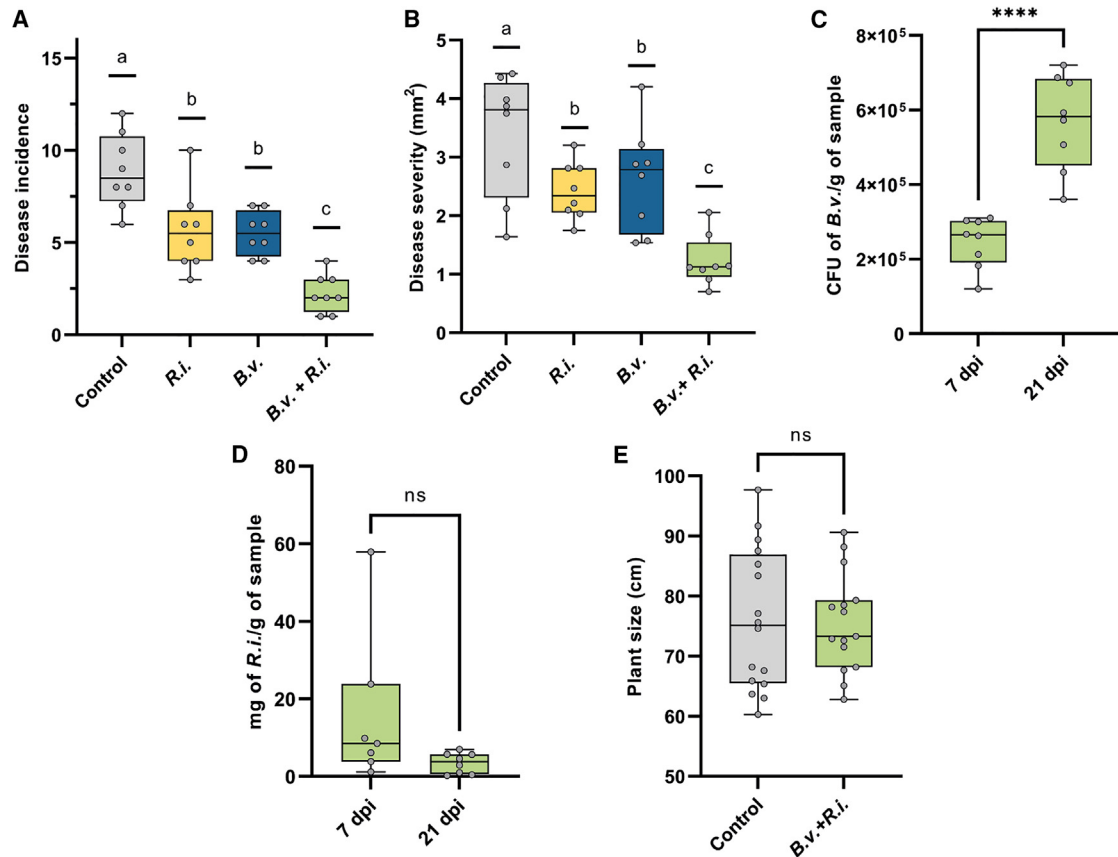 A
Disease incidence
15
10
5
0
a
b
b
c
Control
R.i.
B.v.
B.v. + R.i.
B
Disease severity (mm²)
5
4
3
2
1
0
a
b
b
c
Control
R.i.
B.v.
B.v.+ R.i.
C
CFU of B.v./g of sample
8×10⁵
6×10⁵
4×10⁵
2×10⁵
0
****
7 dpi
21 dpi
D
mg of R.i./g of sample
80
60
40
20
0
ns
7 dpi
21 dpi
E
Plant size (cm)
100
90
80
70
60
50
ns
Control
B.v.+R.i.